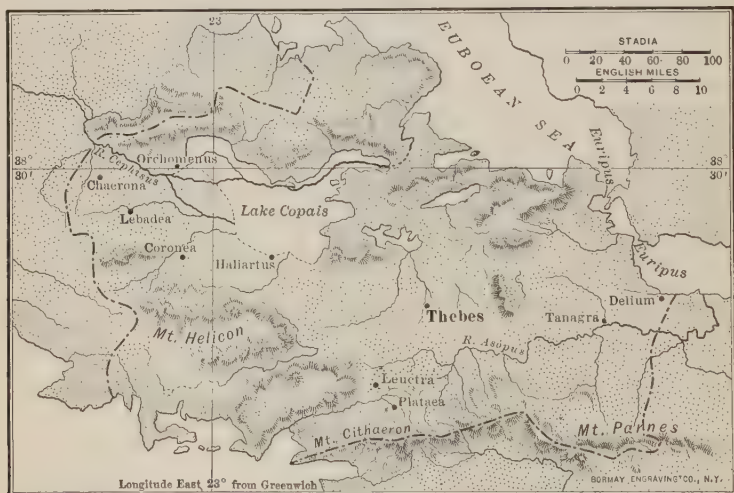 23
EUBOEAN SEA
STADIA
0 20 40 60 80 100
ENGLISH MILES
0 2 4 6 8 10
38°
30'
38°
30'
R. Cephisus
Orchomenus
Euripus
Chaerona
Lebadea
Lake Copais
Coronea
Haliartus
Euripus
Delium
Thebes
Tanagra
Mt. Helicon
R. Asopus
Leuctra
Plataea
Mt. Cithaeron
Mt. Parnes
Longitude East 23° from Greenwich
BORMAY ENGRAVING CO., N.Y.